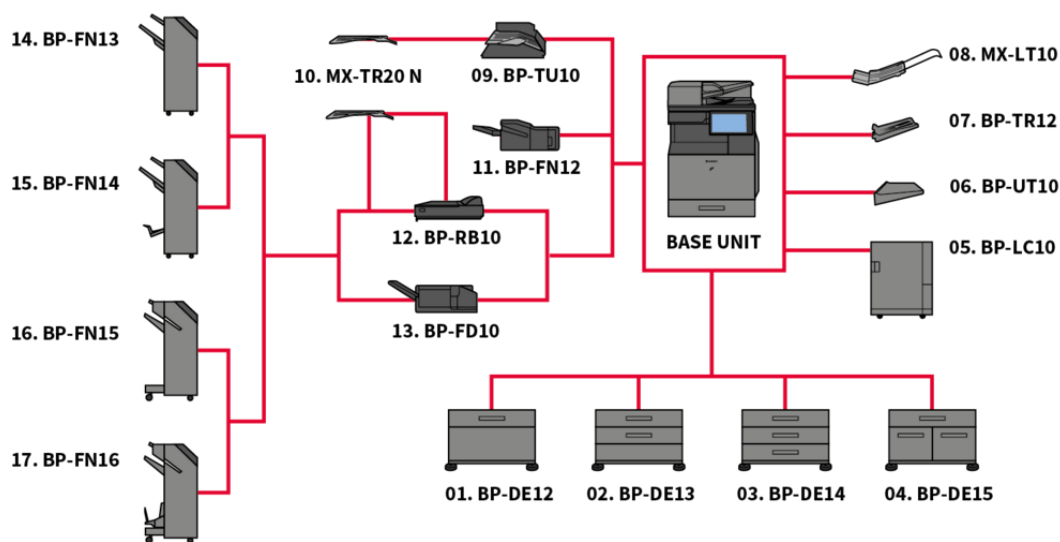 14. BP-FN13
10. MX-TR20 N
09. BP-TU10
08. MX-LT10
07. BP-TR12
11. BP-FN12
15. BP-FN14
06. BP-UT10
12. BP-RB10
BASE UNIT
05. BP-LC10
16. BP-FN15
13. BP-FD10
17. BP-FN16
01. BP-DE12
02. BP-DE13
03. BP-DE14
04. BP-DE15